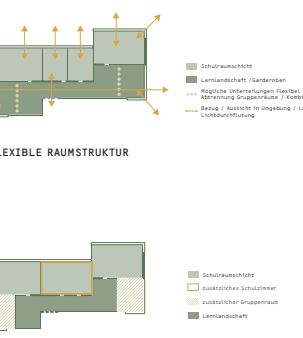 Schulraumschicht
Lernlandschaft /Garderoben
Mögliche Unterteilungen Flexibel
Abtrennung Gruppenräume / Kombi
Bezug / Aussicht in Umgebung / L
Lichtdurchflutung
LEXIBLE RAUMSTRUKTUR
Schulraumschicht
zusätzliches Schulzimmer
zusätzlicher Gruppenraum
Lernlandschaft